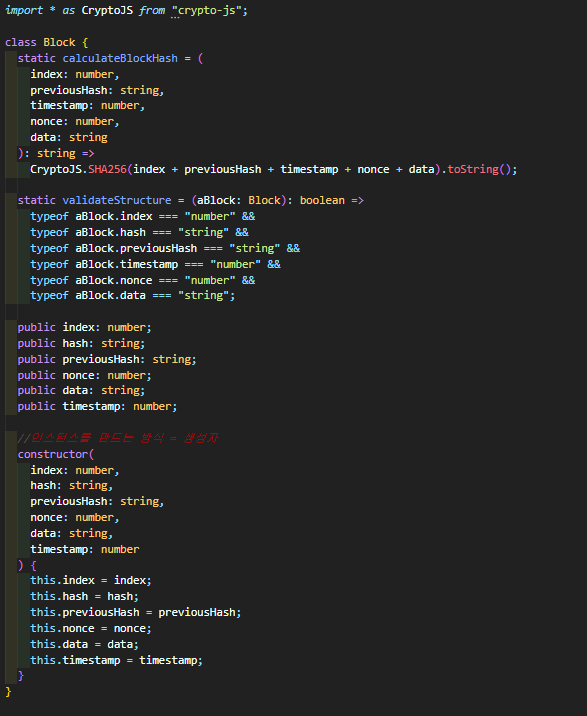 import * as CryptoJS from "crypto-js";
class Block {
static calculateBlockHash = (
index: number,
previousHash: string,
timestamp: number,
nonce: number,
data: string
): string =>
CryptoJS.SHA256(index + previousHash + timestamp + nonce + data).toString();
static validateStructure = (aBlock: Block): boolean =>
typeof aBlock.index === "number" &&
typeof aBlock.hash === "string" &&
typeof aBlock.previousHash === "string" &&
typeof aBlock.timestamp === "number" &&
typeof aBlock.nonce === "number" &&
typeof aBlock.data === "string";
public index: number;
public hash: string;
public previousHash: string;
public nonce: number;
public data: string;
public timestamp: number;
//인스턴스를 만드는 방식 = 생성자
constructor(
index: number,
hash: string,
previousHash: string,
nonce: number,
data: string,
timestamp: number
) {
this.index = index;
this.hash = hash;
this.previousHash = previousHash;
this.nonce = nonce;
this.data = data;
this.timestamp = timestamp;
}
}